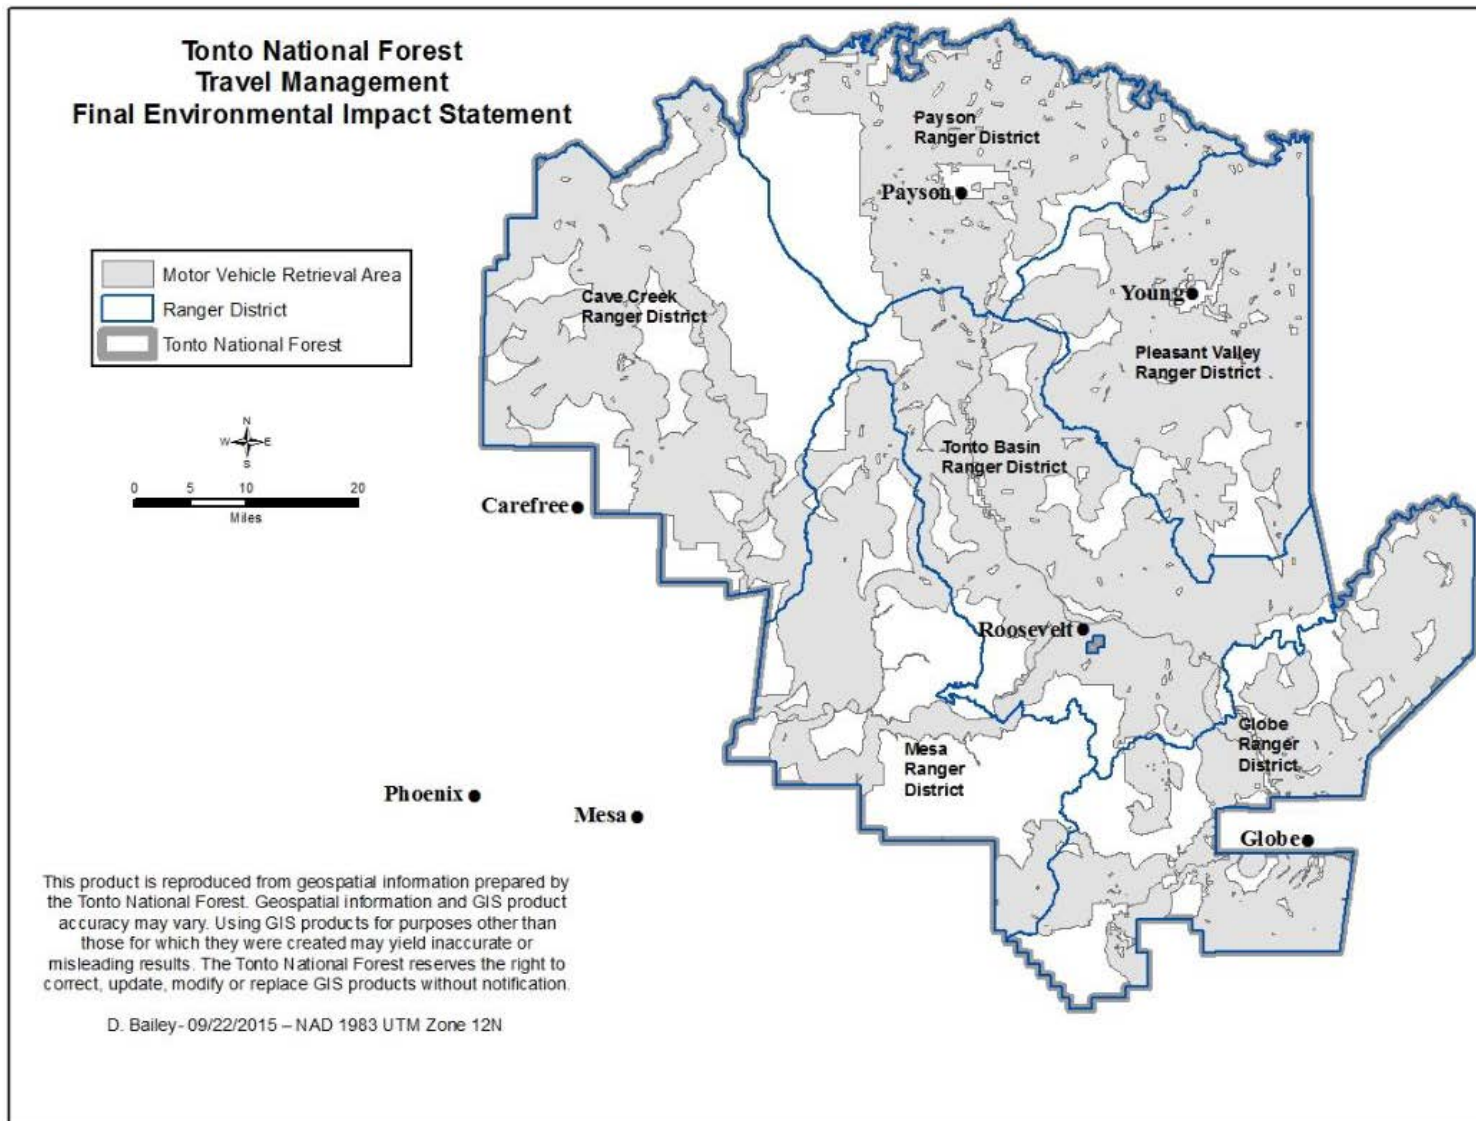 Tonto National Forest
Travel Management
Final Environmental Impact Statement
Motor Vehicle Retrieval Area
Ranger District
Tonto National Forest
N
W E
S
0 5 10 20
Miles
Payson
Ranger District
Payson
Cave Creek
Ranger District
Young
Pleasant Valley
Ranger District
Tonto Basin
Ranger District
Carefree
Roosevelt
Globe
Ranger
District
Mesa
Ranger
District
Phoenix
Mesa
Globe
This product is reproduced from geospatial information prepared by
the Tonto National Forest. Geospatial information and GIS product
accuracy may vary. Using GIS products for purposes other than
those for which they were created may yield inaccurate or
misleading results. The Tonto National Forest reserves the right to
correct, update, modify or replace GIS products without notification.
D. Bailey- 09/22/2015 – NAD 1983 UTM Zone 12N